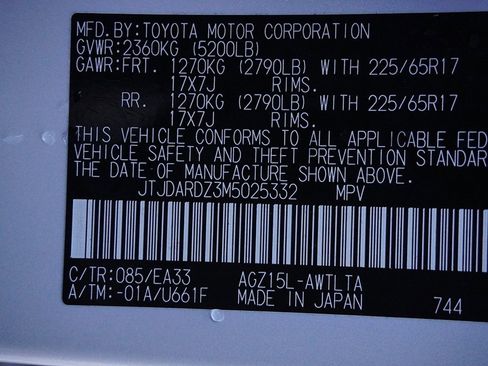 MFD.BY:TOYOTA MOTOR CORPORATION
GVWR:2360KG (5200LB)
GAWR:FRT. 1270KG (2790LB) WITH 225/65R17
17X7J RIMS.
RR. 1270KG (2790LB) WITH 225/65R17
17X7J RIMS.
THIS VEHICLE CONFORMS TO ALL APPLICABLE FED
VEHICLE SAFETY AND THEFT PREVENTION STANDAR
THE DATE OF MANUFACTURE SHOWN ABOVE.
JTJDARDZ3M5025332 MPV
C/TR:085/EA33 AGZ15L-AWTLTA
A/TM:-01A/U661F MADE IN JAPAN 744